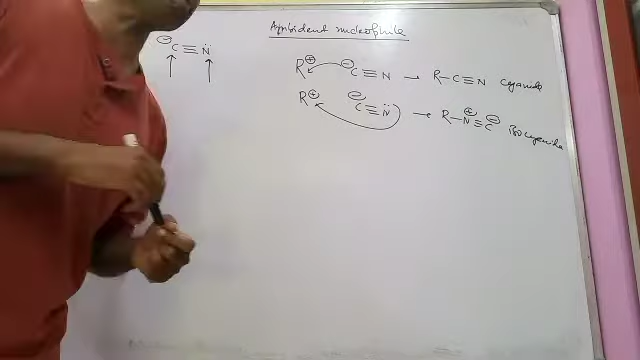 Ambident nucleophile
⊖C≡N̈
R⊕ ⊖C≡N → R-C≡N Cyanide
R⊕ ⊖C≡N̈ → R-N⊕≡C⊖ Isocyanide